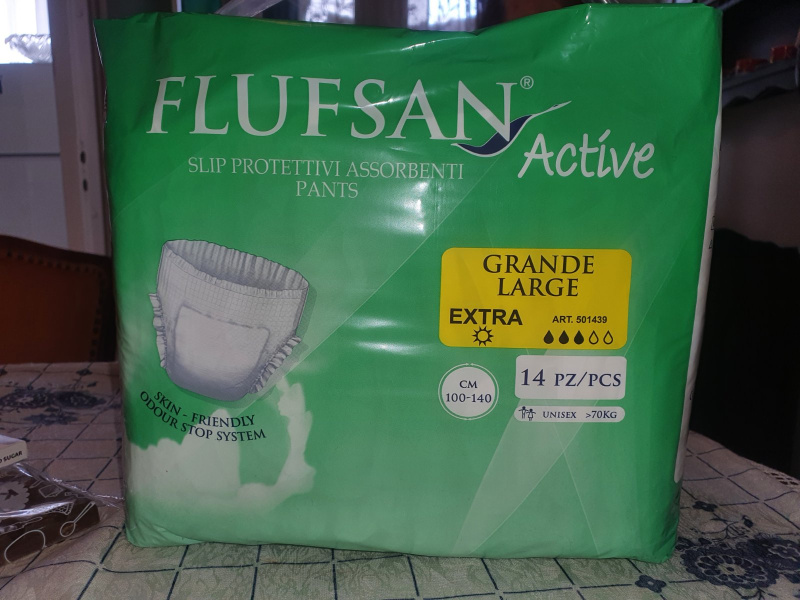 FLUFSAN®
Active
SLIP PROTETTIVI ASSORBENTI
PANTS
GRANDE
LARGE
EXTRA
ART. 501439
CM
100-140
14 PZ/PCS
UNISEX >70KG
SKIN - FRIENDLY
ODOUR STOP SYSTEM
SUGAR